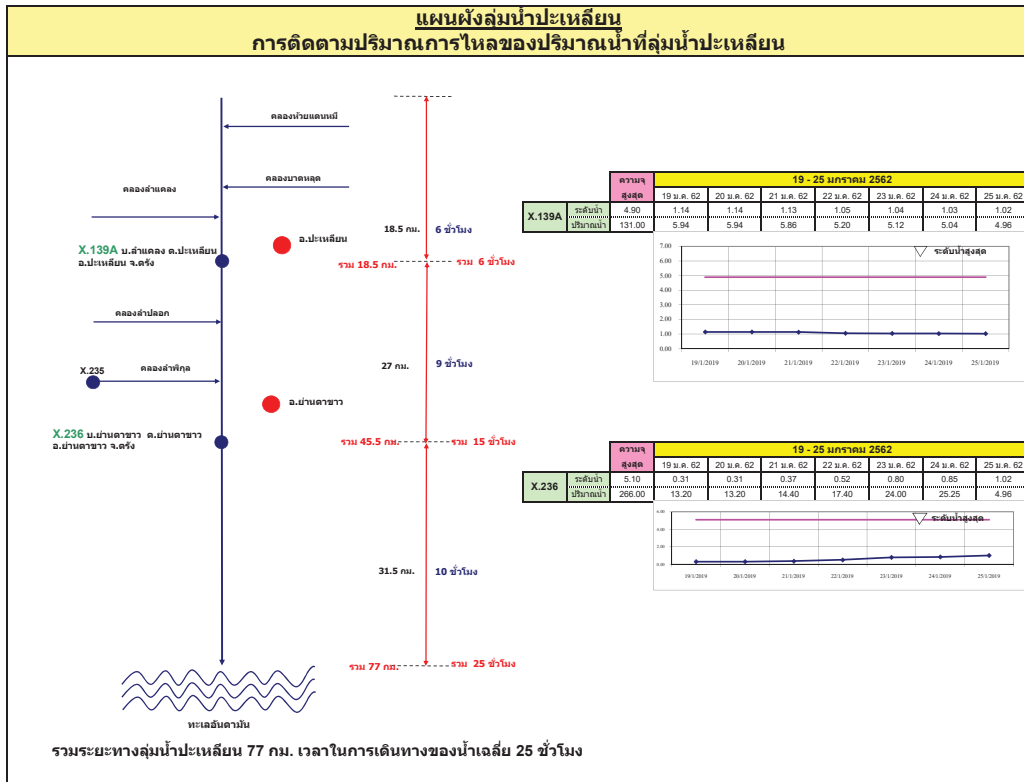 แผนผังลุ่มน้ำปะเหลียน
การติดตามปริมาณการไหลของปริมาณน้ำที่ลุ่มน้ำปะเหลียน
คลองห้วยแดนหมี
คลองบาดหลุด
คลองลำแคลง
18.5 กม.
6 ชั่วโมง
อ.ปะเหลียน
X.139A บ.ลำแคลง ต.ปะเหลียน
อ.ปะเหลียน จ.ตรัง
รวม 18.5 กม.
รวม 6 ชั่วโมง
คลองลำปลอก
27 กม.
9 ชั่วโมง
X.235
คลองลำพิกุล
อ.ย่านตาขาว
X.236 บ.ย่านตาขาว ต.ย่านตาขาว
อ.ย่านตาขาว จ.ตรัง
รวม 45.5 กม.
รวม 15 ชั่วโมง
31.5 กม.
10 ชั่วโมง
รวม 77 กม.
รวม 25 ชั่วโมง
ทะเลอันดามัน
รวมระยะทางลุ่มน้ำปะเหลียน 77 กม. เวลาในการเดินทางของน้ำเฉลี่ย 25 ชั่วโมง
ความจุ 19 - 25 มกราคม 2562
สูงสุด 19 ม.ค. 62 20 ม.ค. 62 21 ม.ค. 62 22 ม.ค. 62 23 ม.ค. 62 24 ม.ค. 62 25 ม.ค. 62
X.139A ระดับน้ำ 4.90 1.14 1.14 1.13 1.05 1.04 1.03 1.02
ปริมาณน้ำ 131.00 5.94 5.94 5.86 5.20 5.12 5.04 4.96
ระดับน้ำสูงสุด
7.00
6.00
5.00
4.00
3.00
2.00
1.00
0.00
19/1/2019 20/1/2019 21/1/2019 22/1/2019 23/1/2019 24/1/2019 25/1/2019
ความจุ 19 - 25 มกราคม 2562
สูงสุด 19 ม.ค. 62 20 ม.ค. 62 21 ม.ค. 62 22 ม.ค. 62 23 ม.ค. 62 24 ม.ค. 62 25 ม.ค. 62
X.236 ระดับน้ำ 5.10 0.31 0.31 0.37 0.52 0.80 0.85 1.02
ปริมาณน้ำ 266.00 13.20 13.20 14.40 17.40 24.00 25.25 4.96
ระดับน้ำสูงสุด
6.00
4.00
2.00
0.00
19/1/2019 20/1/2019 21/1/2019 22/1/2019 23/1/2019 24/1/2019 25/1/2019